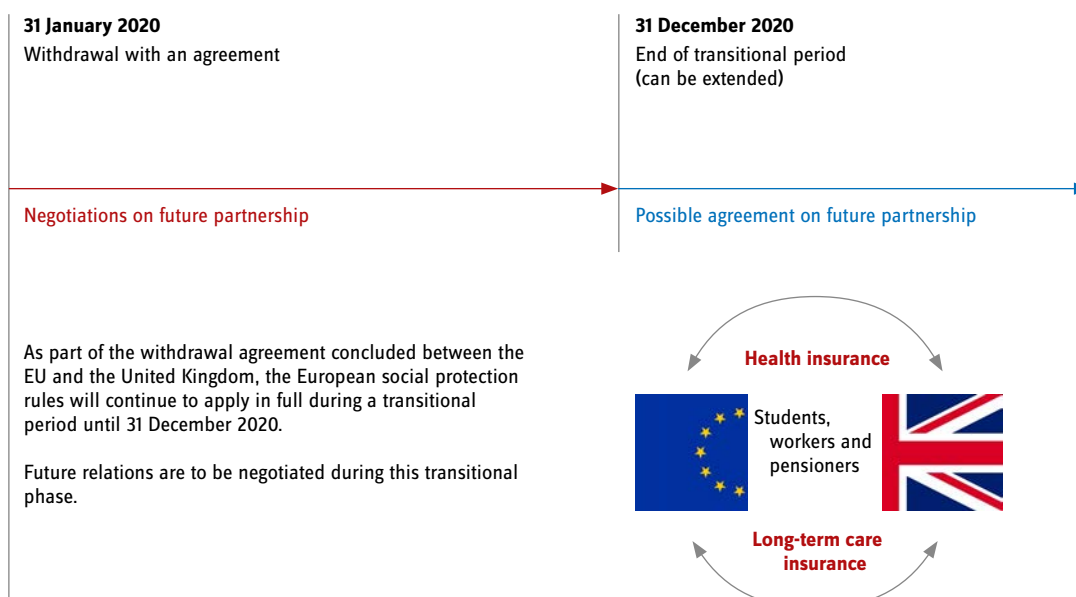 31 January 2020
Withdrawal with an agreement
31 December 2020
End of transitional period
(can be extended)
Negotiations on future partnership
Possible agreement on future partnership
As part of the withdrawal agreement concluded between the
EU and the United Kingdom, the European social protection
rules will continue to apply in full during a transitional
period until 31 December 2020.
Future relations are to be negotiated during this transitional
phase.
Health insurance
Students,
workers and
pensioners
Long-term care
insurance